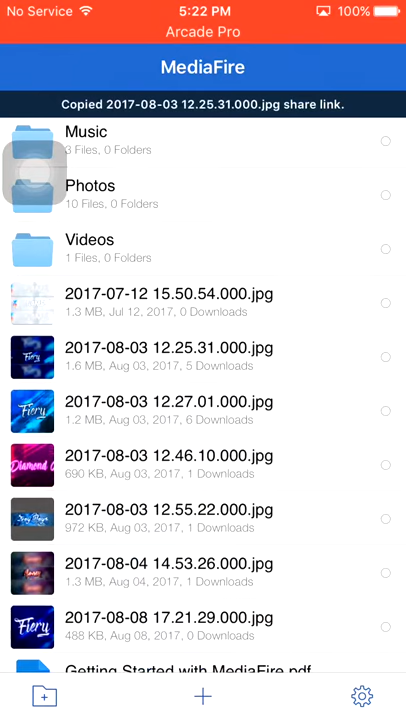 No Service 5:22 PM 100%
Arcade Pro
MediaFire
Copied 2017-08-03 12.25.31.000.jpg share link.
Music
3 Files, 0 Folders
Photos
10 Files, 0 Folders
Videos
1 Files, 0 Folders
2017-07-12 15.50.54.000.jpg
1.3 MB, Jul 12, 2017, 0 Downloads
Fiery
2017-08-03 12.25.31.000.jpg
1.6 MB, Aug 03, 2017, 5 Downloads
Fiery
2017-08-03 12.27.01.000.jpg
1.2 MB, Aug 03, 2017, 6 Downloads
Diamond
2017-08-03 12.46.10.000.jpg
690 KB, Aug 03, 2017, 1 Downloads
2017-08-03 12.55.22.000.jpg
972 KB, Aug 03, 2017, 1 Downloads
2017-08-04 14.53.26.000.jpg
1.3 MB, Aug 04, 2017, 1 Downloads
Fiery
2017-08-08 17.21.29.000.jpg
488 KB, Aug 08, 2017, 0 Downloads
Getting Started with MediaFire.pdf